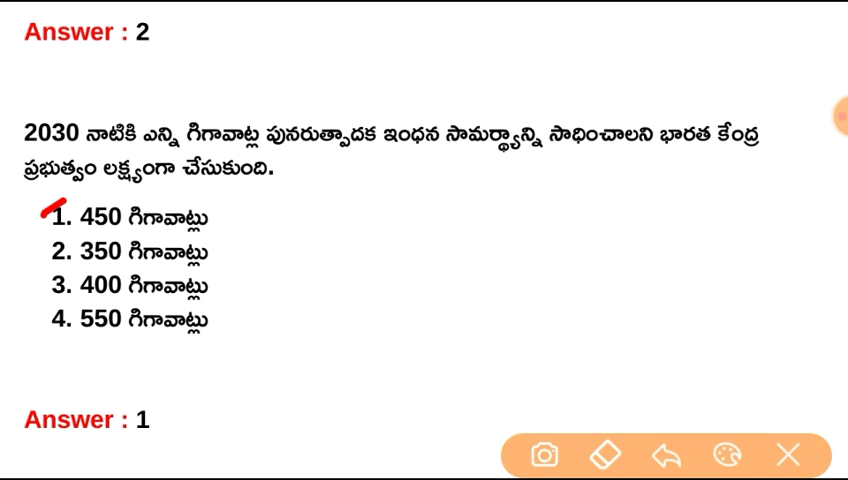 Answer : 2
2030 నాటికి ఎన్ని గిగావాట్ల పునరుత్పాదక ఇంధన సామర్థ్యాన్ని సాధించాలని భారత కేంద్ర
ప్రభుత్వం లక్ష్యంగా చేసుకుంది.
1. 450 గిగావాట్లు
2. 350 గిగావాట్లు
3. 400 గిగావాట్లు
4. 550 గిగావాట్లు
Answer : 1